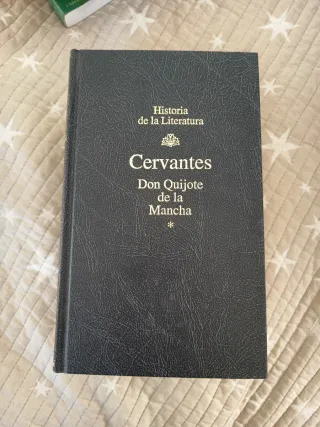 Historia
de la Literatura
Cervantes
Don Quijote
de la
Mancha
*